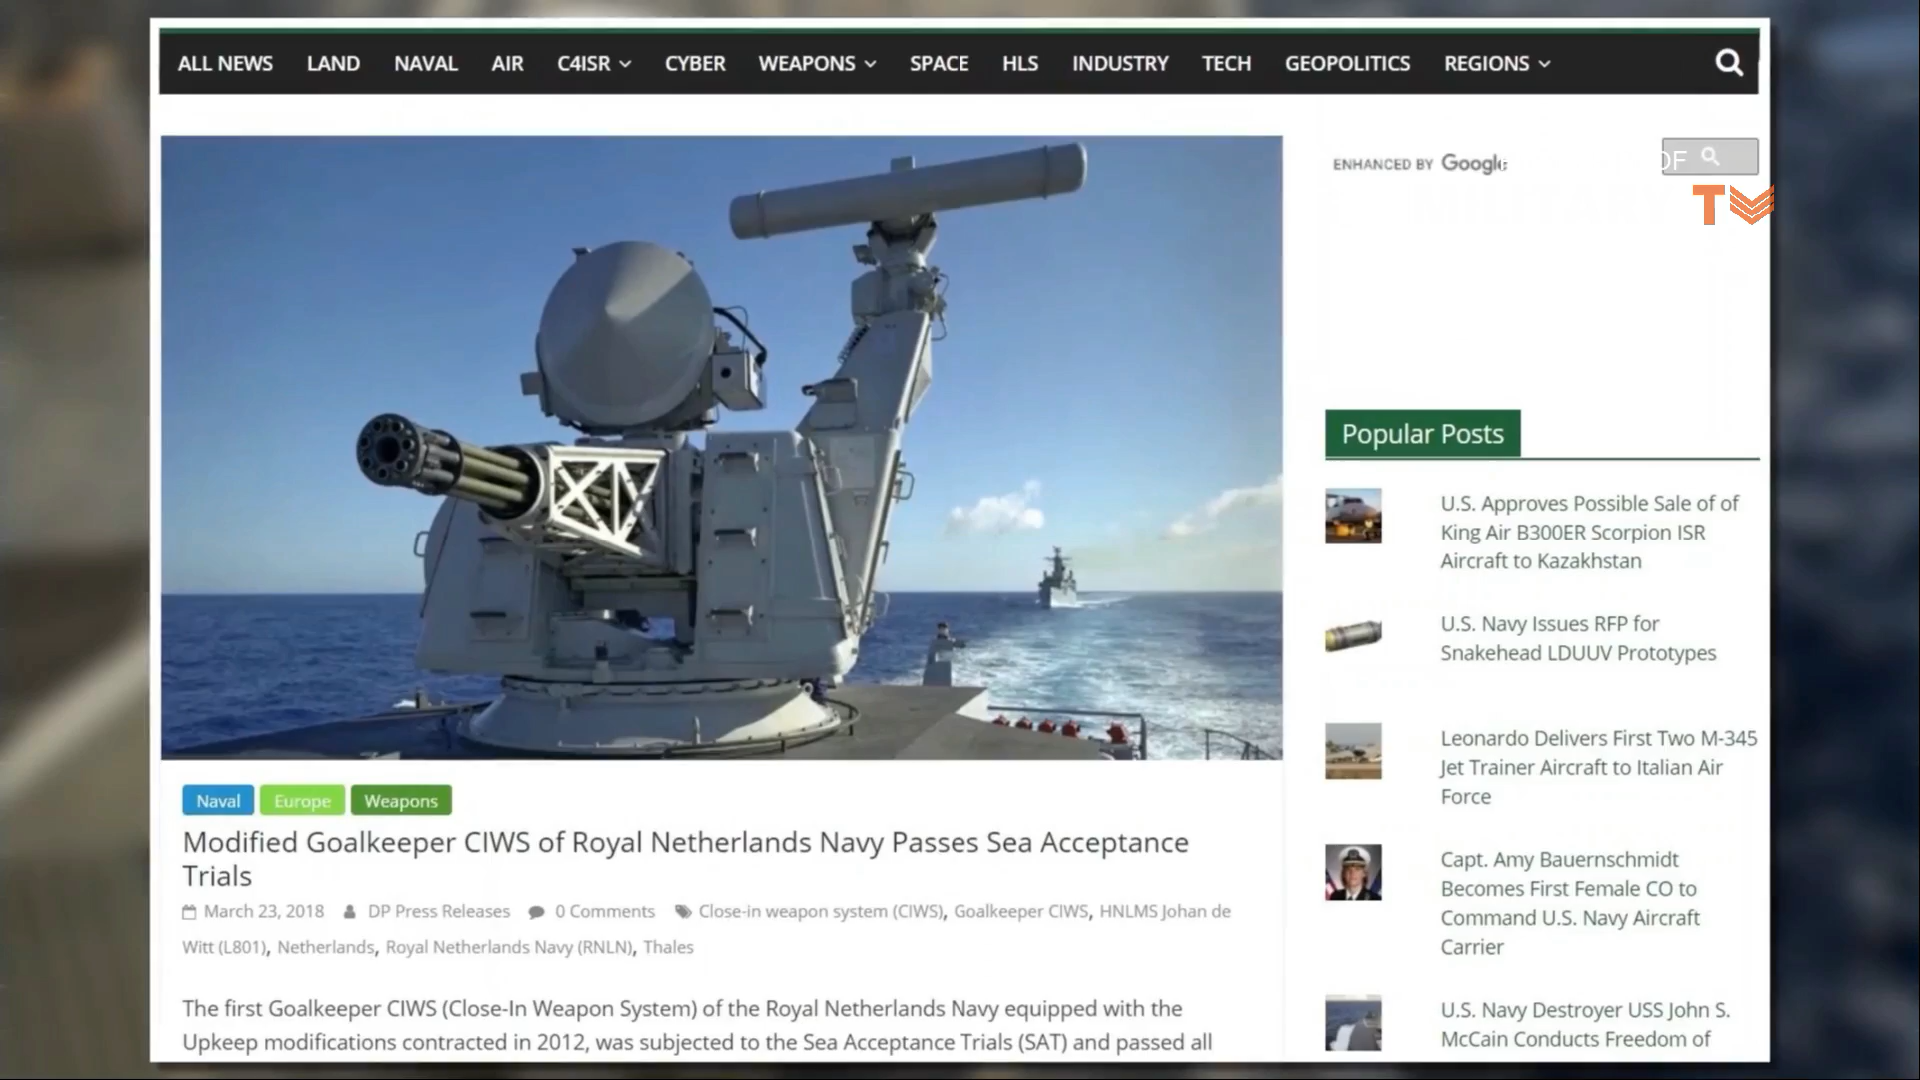 ALL NEWS LAND NAVAL AIR C4ISR CYBER WEAPONS SPACE HLS INDUSTRY TECH GEOPOLITICS REGIONS
ENHANCED BY Google
OF
TV
Naval Europe Weapons
Modified Goalkeeper CIWS of Royal Netherlands Navy Passes Sea Acceptance
Trials
March 23, 2018 DP Press Releases 0 Comments Close-in weapon system (CIWS), Goalkeeper CIWS, HNLMS Johan de
Witt (L801), Netherlands, Royal Netherlands Navy (RNLN), Thales
The first Goalkeeper CIWS (Close-In Weapon System) of the Royal Netherlands Navy equipped with the
Upkeep modifications contracted in 2012, was subjected to the Sea Acceptance Trials (SAT) and passed all
Popular Posts
U.S. Approves Possible Sale of of
King Air B300ER Scorpion ISR
Aircraft to Kazakhstan
U.S. Navy Issues RFP for
Snakehead LDUUV Prototypes
Leonardo Delivers First Two M-345
Jet Trainer Aircraft to Italian Air
Force
Capt. Amy Bauernschmidt
Becomes First Female CO to
Command U.S. Navy Aircraft
Carrier
U.S. Navy Destroyer USS John S.
McCain Conducts Freedom of